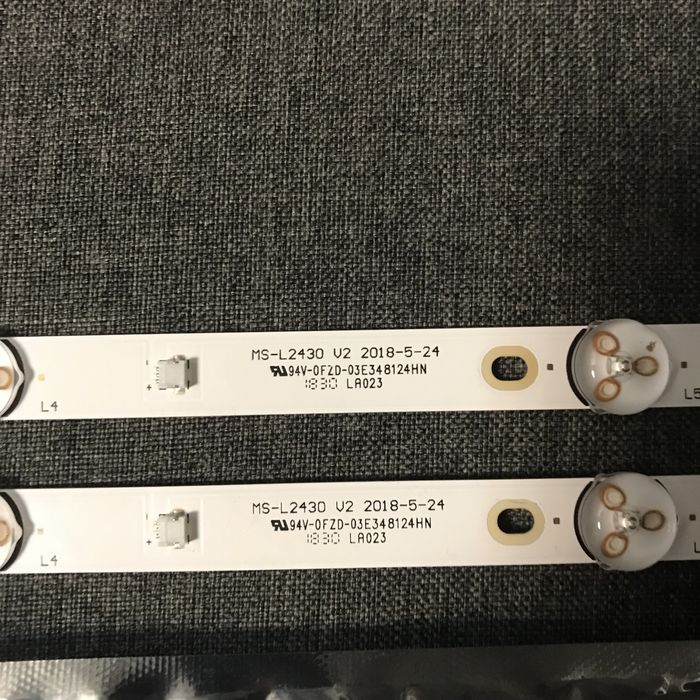 MS-L2430 V2 2018-5-24
94V-0FZD-03E348124HN
1830 LA023
-
+
L4
L5
MS-L2430 V2 2018-5-24
94V-0FZD-03E348124HN
1830 LA023
-
+
L4
L